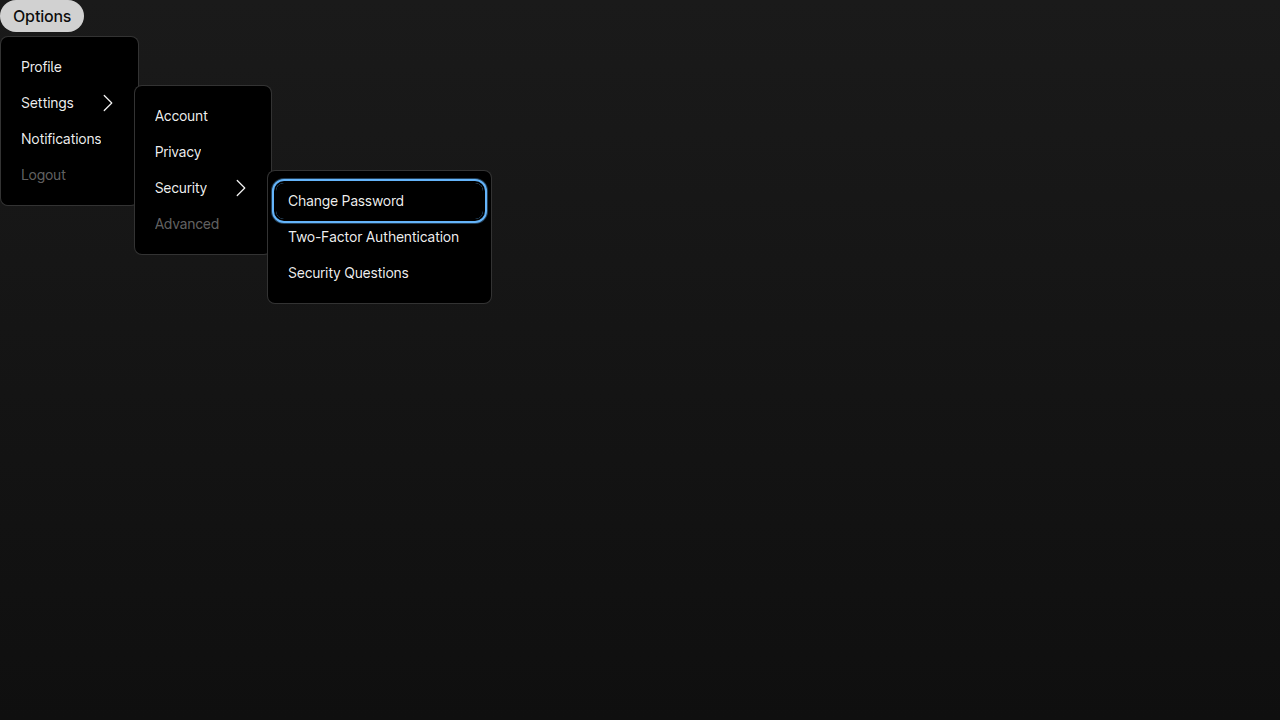 Options
Profile
Settings
Notifications
Logout
Account
Privacy
Security
Advanced
Change Password
Two-Factor Authentication
Security Questions